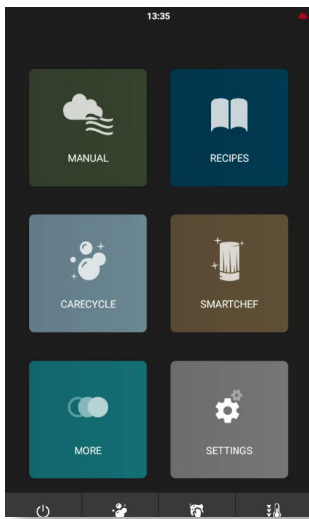 13:35
MANUAL
RECIPES
CARECYCLE
SMARTCHEF
MORE
SETTINGS